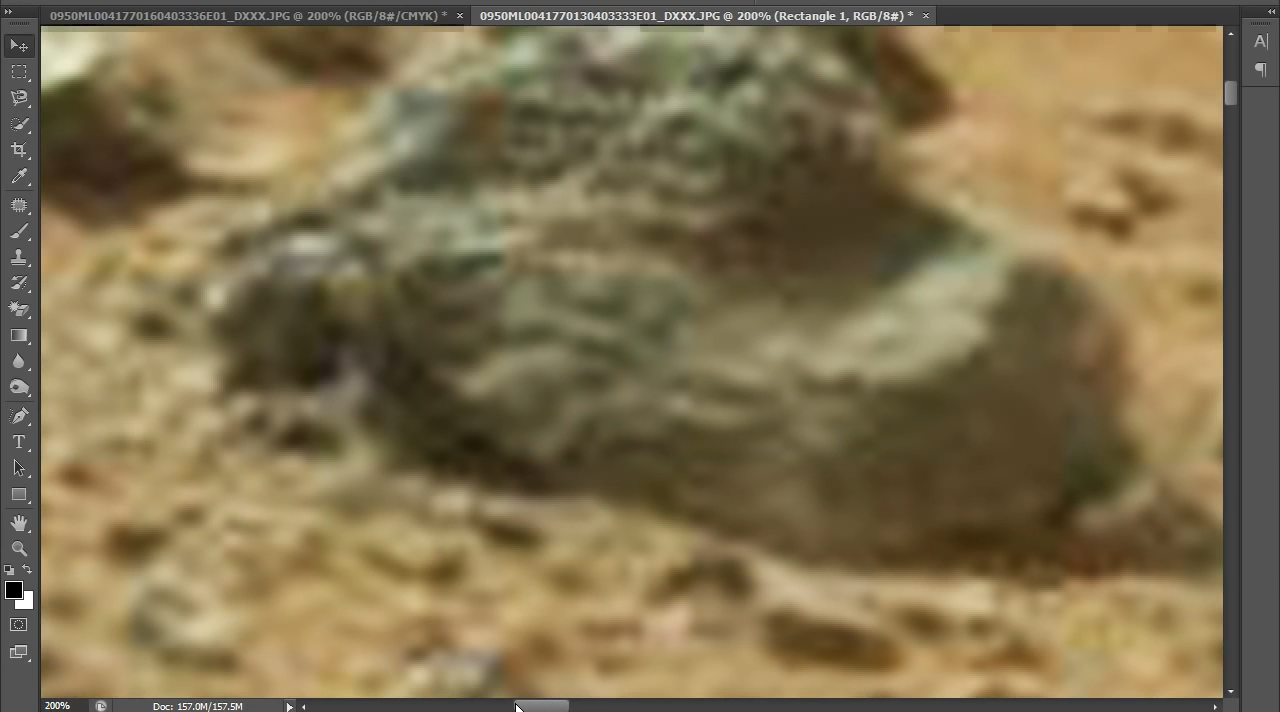 0950ML0041770160403336E01_DXXX.JPG @ 200% (RGB/8#/CMYK) * ×
0950ML0041770130403333E01_DXXX.JPG @ 200% (Rectangle 1, RGB/8#) * ×
T
A
¶
200%
Doc: 157.0M/157.5M